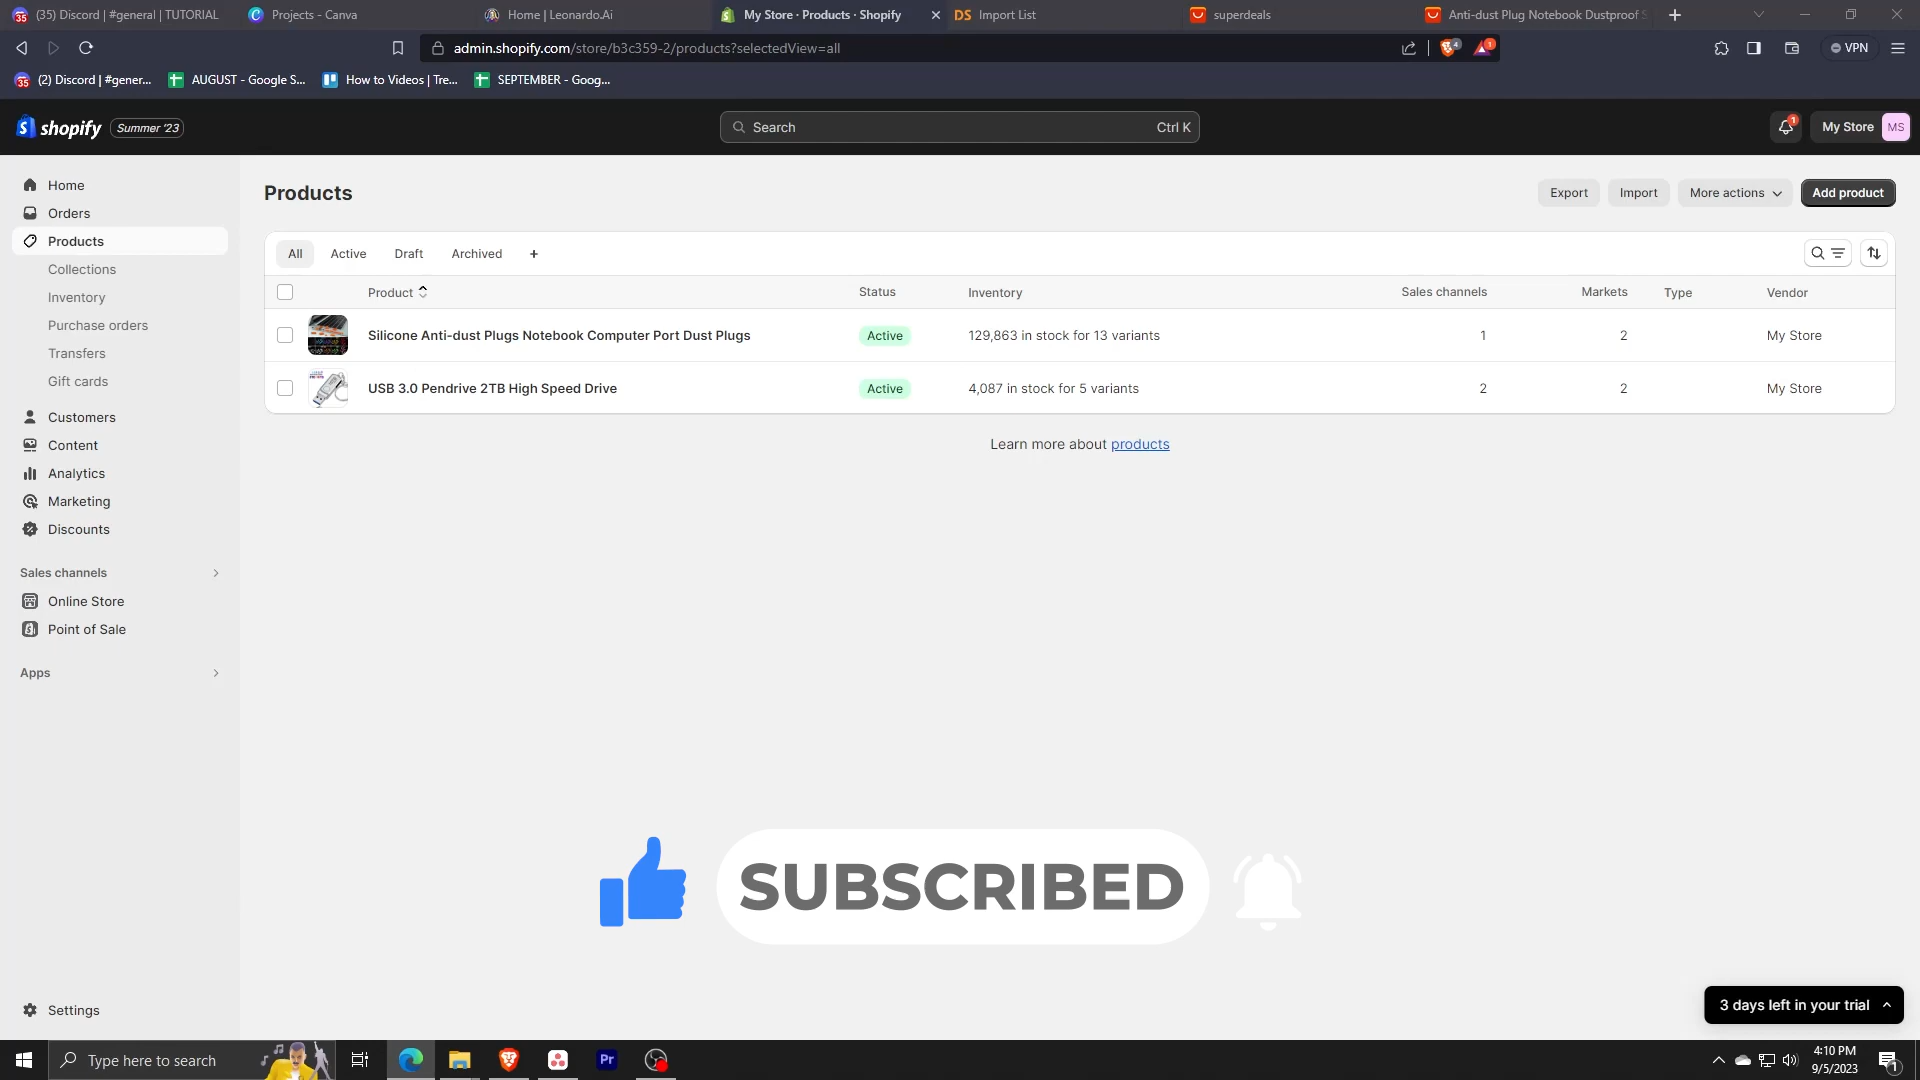 (35) Discord | #general | TUTORIAL
Projects - Canva
Home | Leonardo.Ai
My Store · Products · Shopify
DS Import List
superdeals
Anti-dust Plug Notebook Dustproof S
admin.shopify.com/store/b3c359-2/products?selectedView=all
4
1
VPN
35 (2) Discord | #gener...
AUGUST - Google S...
How to Videos | Tre...
SEPTEMBER - Goog...
shopify
Summer '23
Search
Ctrl K
1
My Store
MS
Home
Orders
Products
Collections
Inventory
Purchase orders
Transfers
Gift cards
Customers
Content
Analytics
Marketing
Discounts
Sales channels
Online Store
Point of Sale
Apps
Settings
Products
Export
Import
More actions
Add product
All
Active
Draft
Archived
+
Product
Status
Inventory
Sales channels
Markets
Type
Vendor
Silicone Anti-dust Plugs Notebook Computer Port Dust Plugs
Active
129,863 in stock for 13 variants
1
2
My Store
USB 3.0 Pendrive 2TB High Speed Drive
Active
4,087 in stock for 5 variants
2
2
My Store
Learn more about products
SUBSCRIBED
3 days left in your trial
Type here to search
Pr
4:10 PM
9/5/2023
1